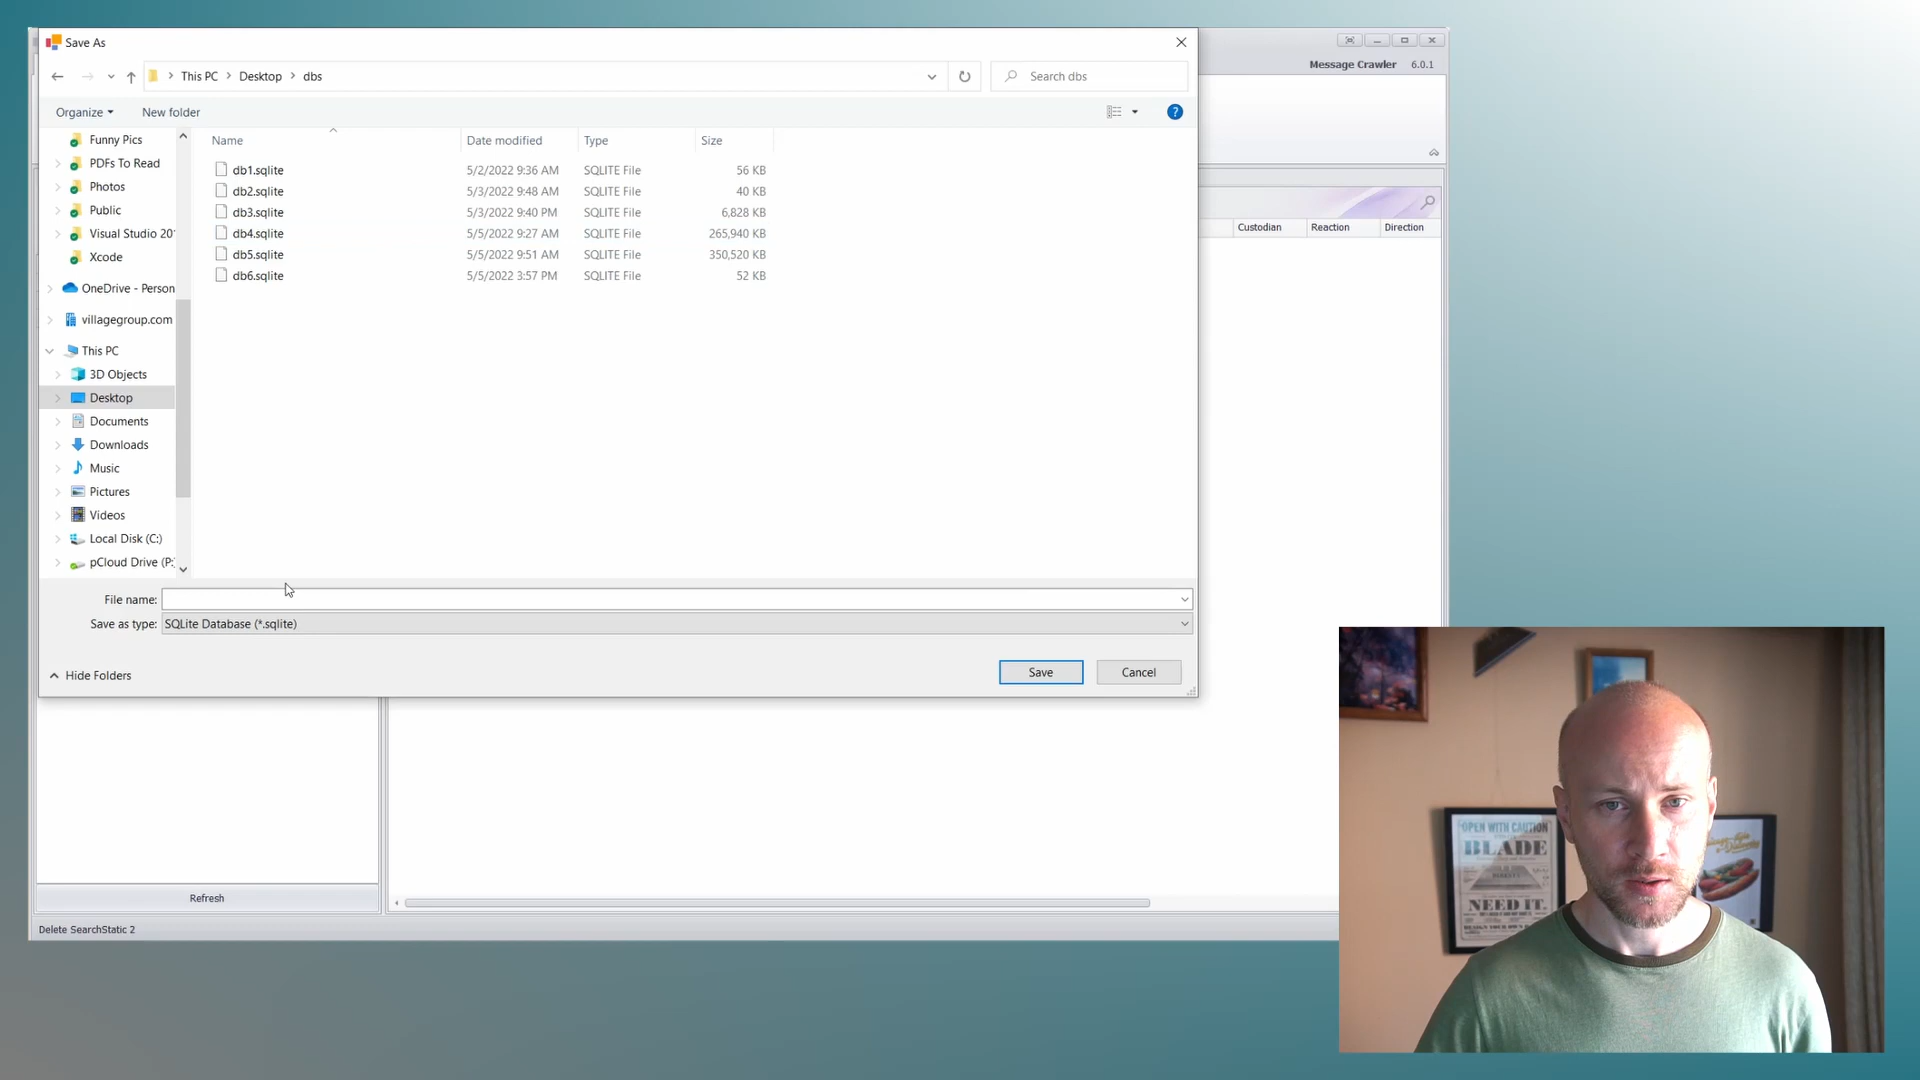 Save As
Message Crawler 6.0.1
This PC Desktop dbs
Search dbs
Organize New folder
Name Date modified Type Size
Funny Pics
PDFs To Read
Photos
Public
Visual Studio 20
Xcode
OneDrive - Person
villagegroup.com
This PC
3D Objects
Desktop
Documents
Downloads
Music
Pictures
Videos
Local Disk (C:)
pCloud Drive (P:
db1.sqlite 5/2/2022 9:36 AM SQLITE File 56 KB
db2.sqlite 5/3/2022 9:48 AM SQLITE File 40 KB
db3.sqlite 5/3/2022 9:40 PM SQLITE File 6,828 KB
db4.sqlite 5/5/2022 9:27 AM SQLITE File 265,940 KB
db5.sqlite 5/5/2022 9:51 AM SQLITE File 350,520 KB
db6.sqlite 5/5/2022 3:57 PM SQLITE File 52 KB
Custodian Reaction Direction
File name:
Save as type: SQLite Database (*.sqlite)
Hide Folders
Save Cancel
Refresh
Delete SearchStatic 2
OPEN WITH CAUTION
BLADE
NEED IT.